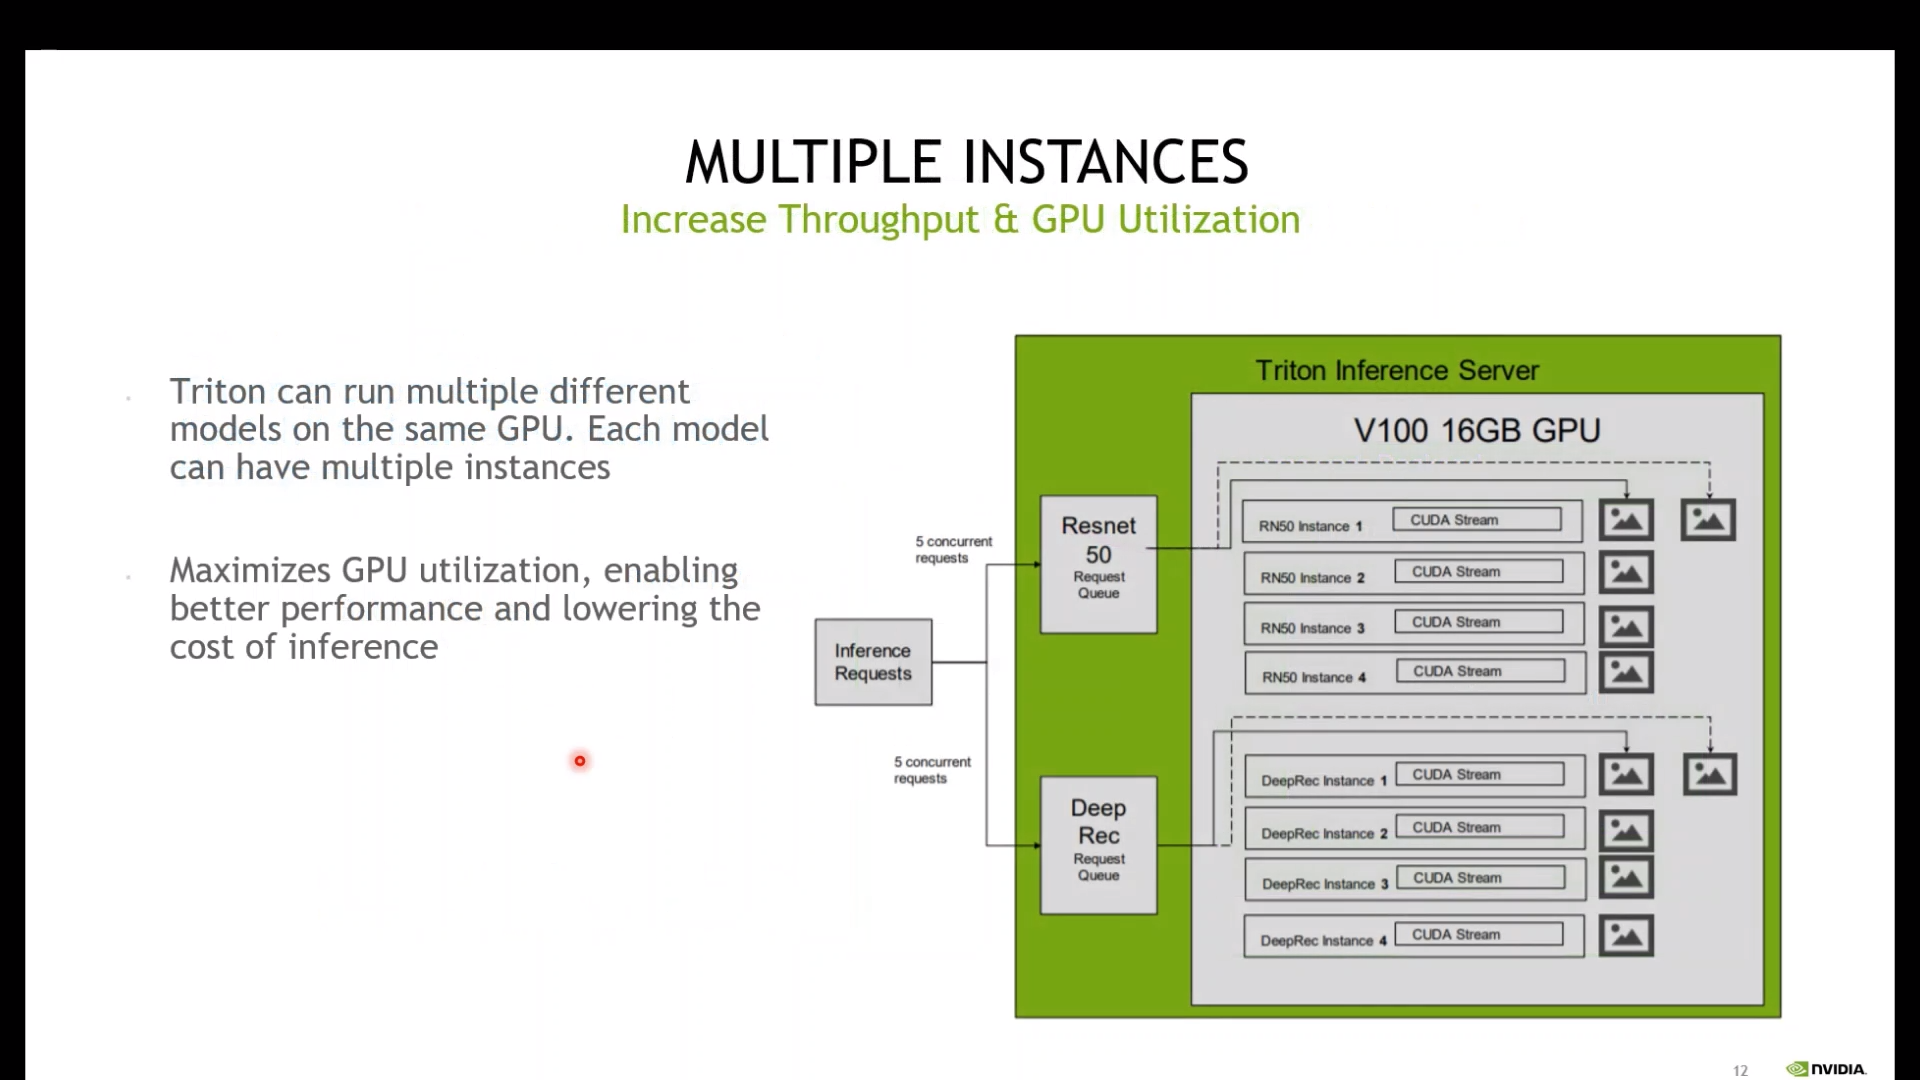 MULTIPLE INSTANCES
Increase Throughput & GPU Utilization
Triton can run multiple different
models on the same GPU. Each model
can have multiple instances
Maximizes GPU utilization, enabling
better performance and lowering the
cost of inference
Inference
Requests
5 concurrent
requests
5 concurrent
requests
Triton Inference Server
Resnet
50
Request
Queue
Deep
Rec
Request
Queue
V100 16GB GPU
RN50 Instance 1 CUDA Stream
RN50 Instance 2 CUDA Stream
RN50 Instance 3 CUDA Stream
RN50 Instance 4 CUDA Stream
DeepRec Instance 1 CUDA Stream
DeepRec Instance 2 CUDA Stream
DeepRec Instance 3 CUDA Stream
DeepRec Instance 4 CUDA Stream
12
NVIDIA.